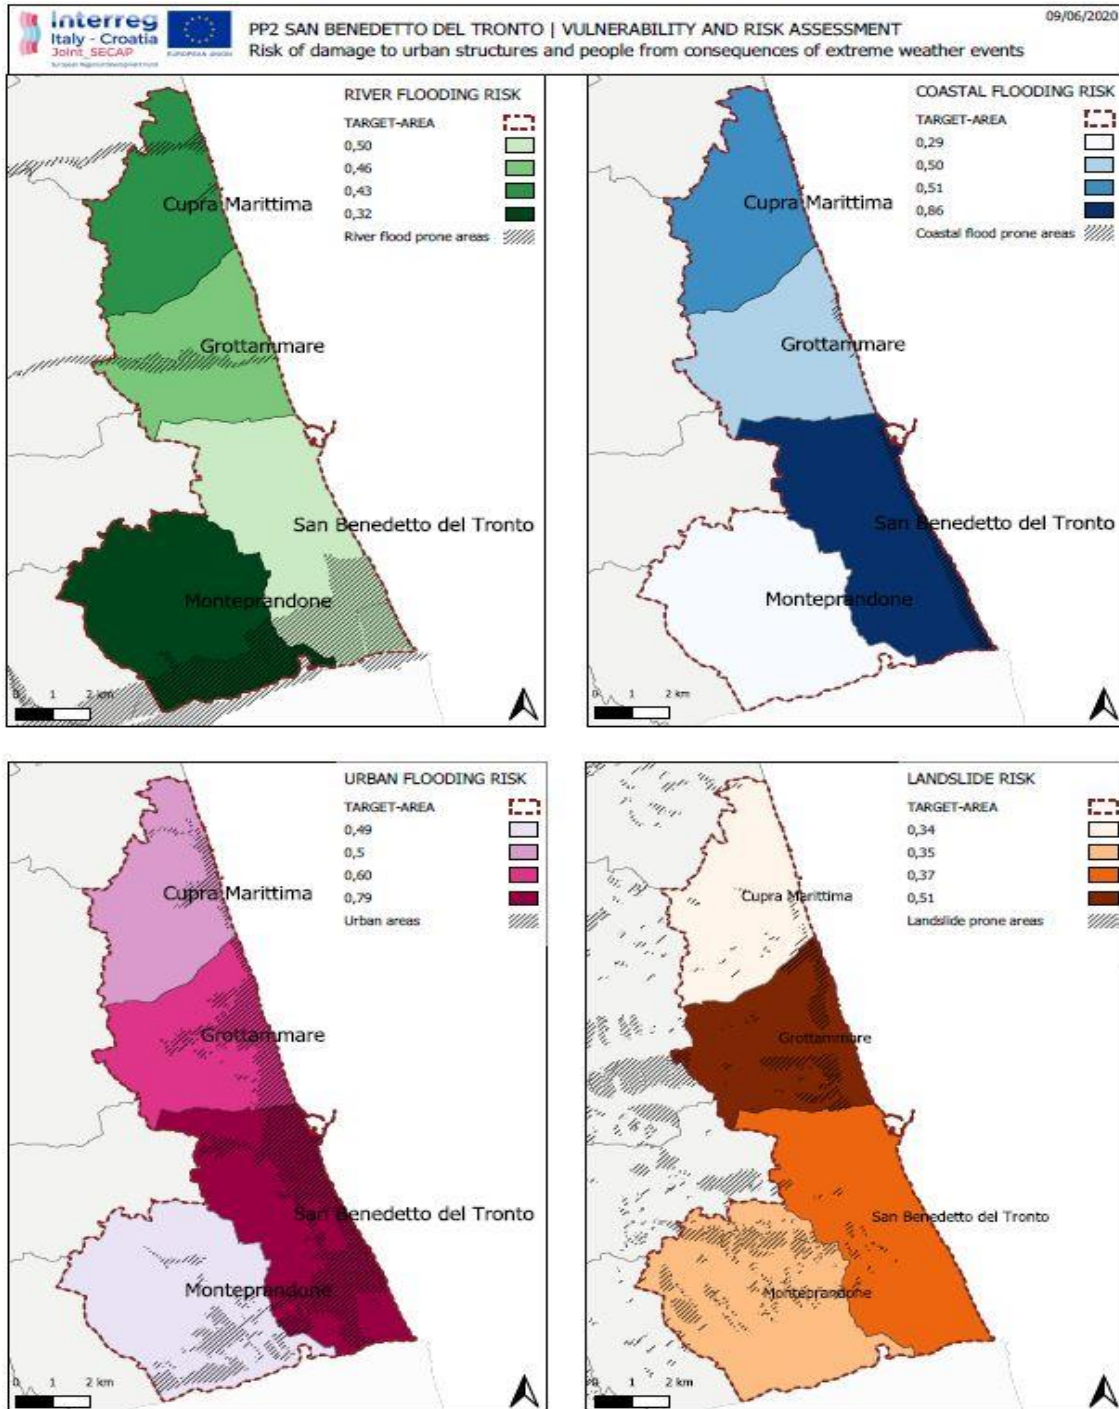 Interreg
Italy - Croatia
Joint_SECAP
European Regional Development Fund
EUROPEAN UNION
PP2 SAN BENEDETTO DEL TRONTO | VULNERABILITY AND RISK ASSESSMENT
Risk of damage to urban structures and people from consequences of extreme weather events
09/06/2020
RIVER FLOODING RISK
TARGET-AREA
0,50
0,46
0,43
0,32
River flood prone areas
Cupra Marittima
Grottammare
San Benedetto del Tronto
Monteprandone
0 1 2 km
COASTAL FLOODING RISK
TARGET-AREA
0,29
0,50
0,51
0,86
Coastal flood prone areas
Cupra Marittima
Grottammare
San Benedetto del Tronto
Monteprandone
0 1 2 km
URBAN FLOODING RISK
TARGET-AREA
0,49
0,5
0,60
0,79
Urban areas
Cupra Marittima
Grottammare
San Benedetto del Tronto
Monteprandone
0 1 2 km
LANDSLIDE RISK
TARGET-AREA
0,34
0,35
0,37
0,51
Landslide prone areas
Cupra Marittima
Grottammare
San Benedetto del Tronto
Monteprandone
0 1 2 km